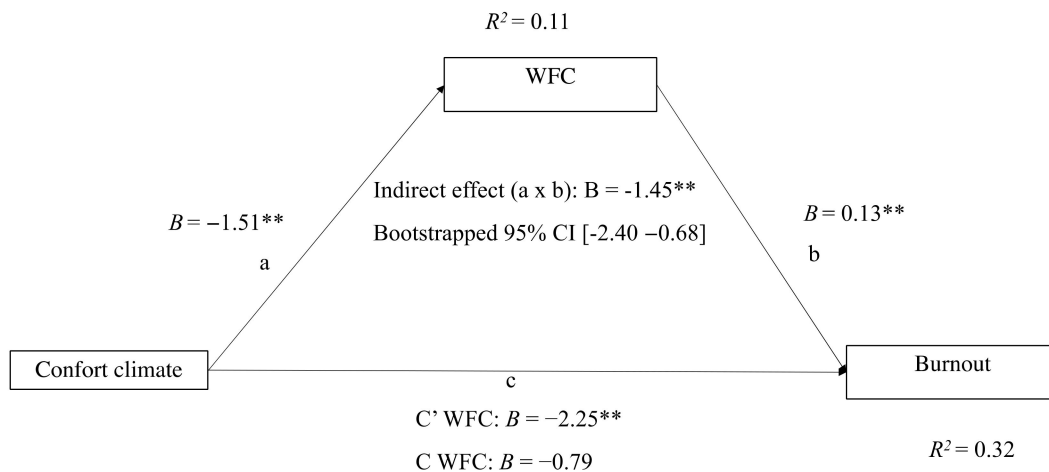 R² = 0.11
WFC
Indirect effect (a x b): B = -1.45**
B = −1.51**
B = 0.13**
Bootstrapped 95% CI [-2.40 −0.68]
a
b
Confort climate
Burnout
c
C’ WFC: B = −2.25**
R² = 0.32
C WFC: B = −0.79